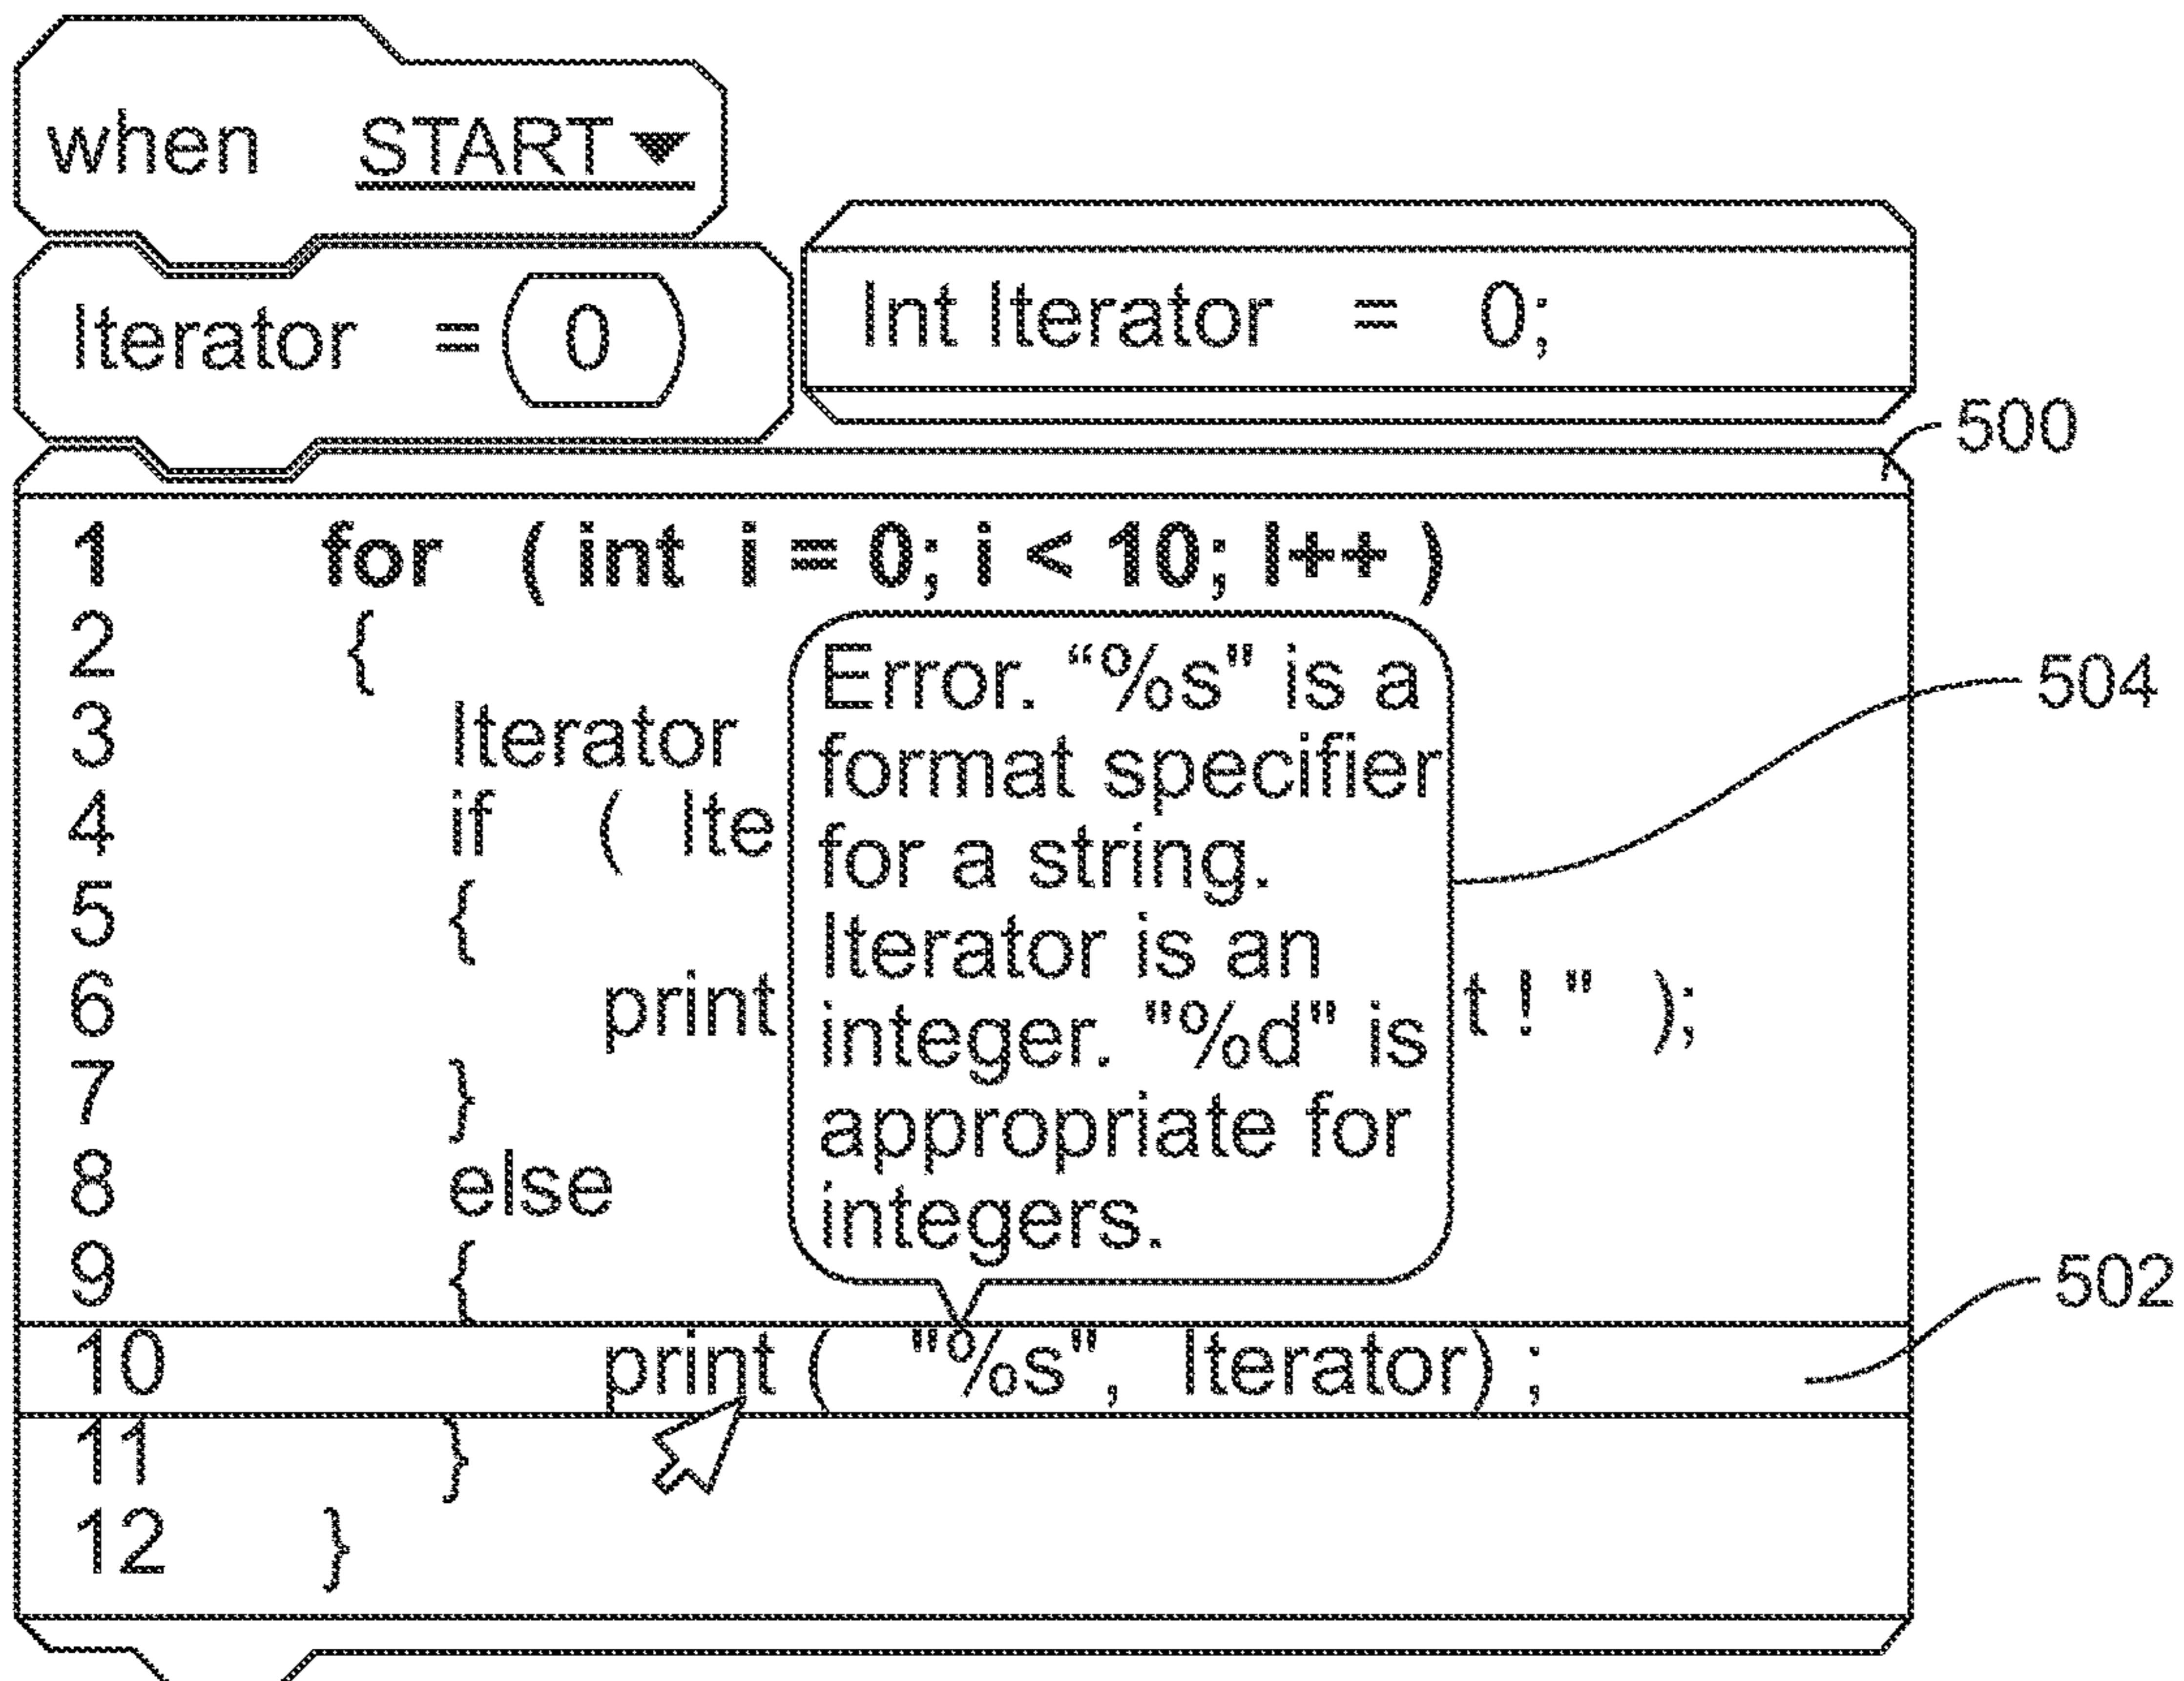 when START
Iterator = 0
Int Iterator = 0;
500
1 for ( int i = 0; i < 10; I++ )
2 {
3 Iterator
4 if ( Ite
5 {
6 print t ! " );
7 }
8 else
9 {
Error. “%s" is a
format specifier
for a string.
Iterator is an
integer. "%d" is
appropriate for
integers.
504
502
10 print ( "%s", Iterator) ;
11 }
12 }